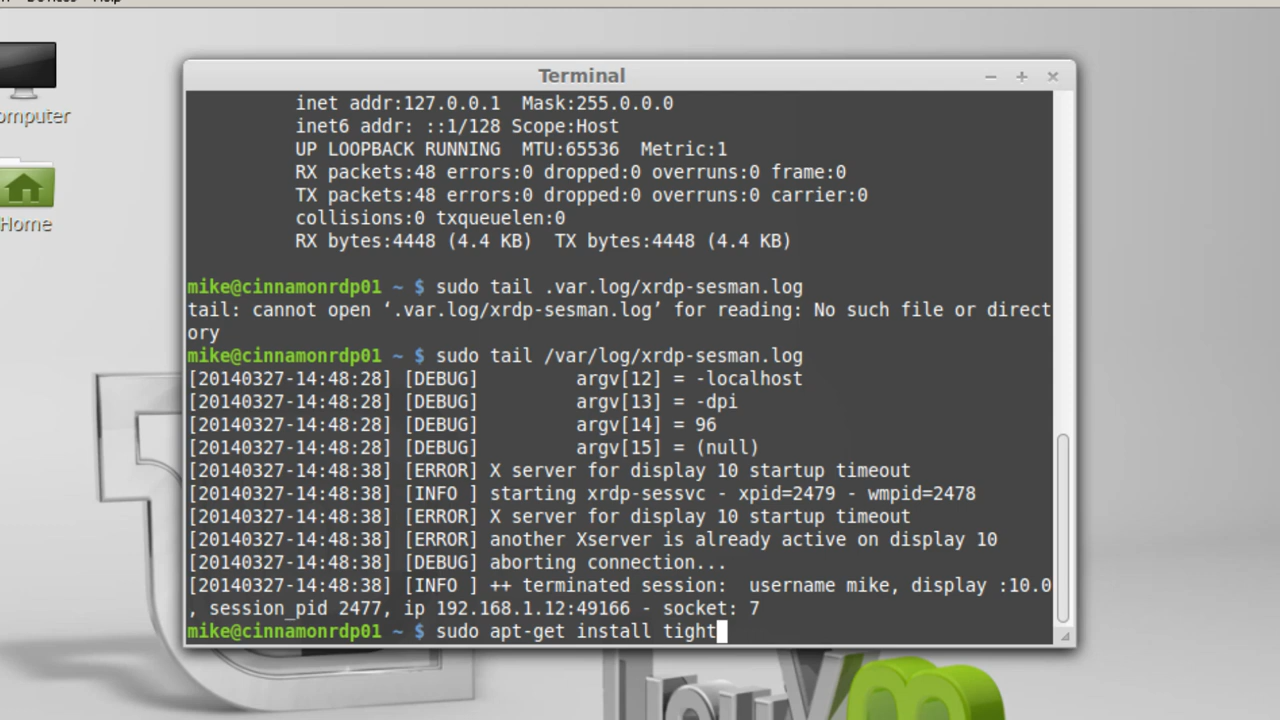 Devices Help
Terminal
inet addr:127.0.0.1 Mask:255.0.0.0
inet6 addr: ::1/128 Scope:Host
UP LOOPBACK RUNNING MTU:65536 Metric:1
RX packets:48 errors:0 dropped:0 overruns:0 frame:0
TX packets:48 errors:0 dropped:0 overruns:0 carrier:0
collisions:0 txqueuelen:0
RX bytes:4448 (4.4 KB) TX bytes:4448 (4.4 KB)
mike@cinnamonrdp01 ~ $ sudo tail .var.log/xrdp-sesman.log
tail: cannot open ‘.var.log/xrdp-sesman.log’ for reading: No such file or direct
ory
mike@cinnamonrdp01 ~ $ sudo tail /var/log/xrdp-sesman.log
[20140327-14:48:28] [DEBUG] argv[12] = -localhost
[20140327-14:48:28] [DEBUG] argv[13] = -dpi
[20140327-14:48:28] [DEBUG] argv[14] = 96
[20140327-14:48:28] [DEBUG] argv[15] = (null)
[20140327-14:48:38] [ERROR] X server for display 10 startup timeout
[20140327-14:48:38] [INFO ] starting xrdp-sessvc - xpid=2479 - wmpid=2478
[20140327-14:48:38] [ERROR] X server for display 10 startup timeout
[20140327-14:48:38] [ERROR] another Xserver is already active on display 10
[20140327-14:48:38] [DEBUG] aborting connection...
[20140327-14:48:38] [INFO ] ++ terminated session: username mike, display :10.0
, session_pid 2477, ip 192.168.1.12:49166 - socket: 7
mike@cinnamonrdp01 ~ $ sudo apt-get install tight
omputer
Home